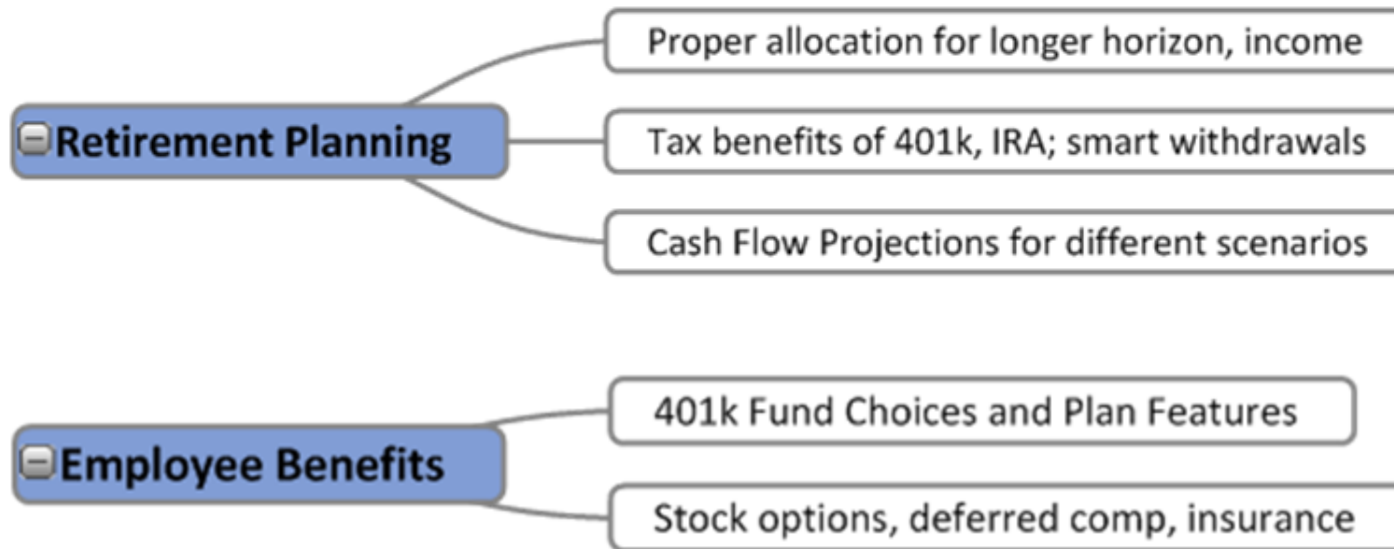 Retirement Planning
Proper allocation for longer horizon, income
Tax benefits of 401k, IRA; smart withdrawals
Cash Flow Projections for different scenarios
Employee Benefits
401k Fund Choices and Plan Features
Stock options, deferred comp, insurance